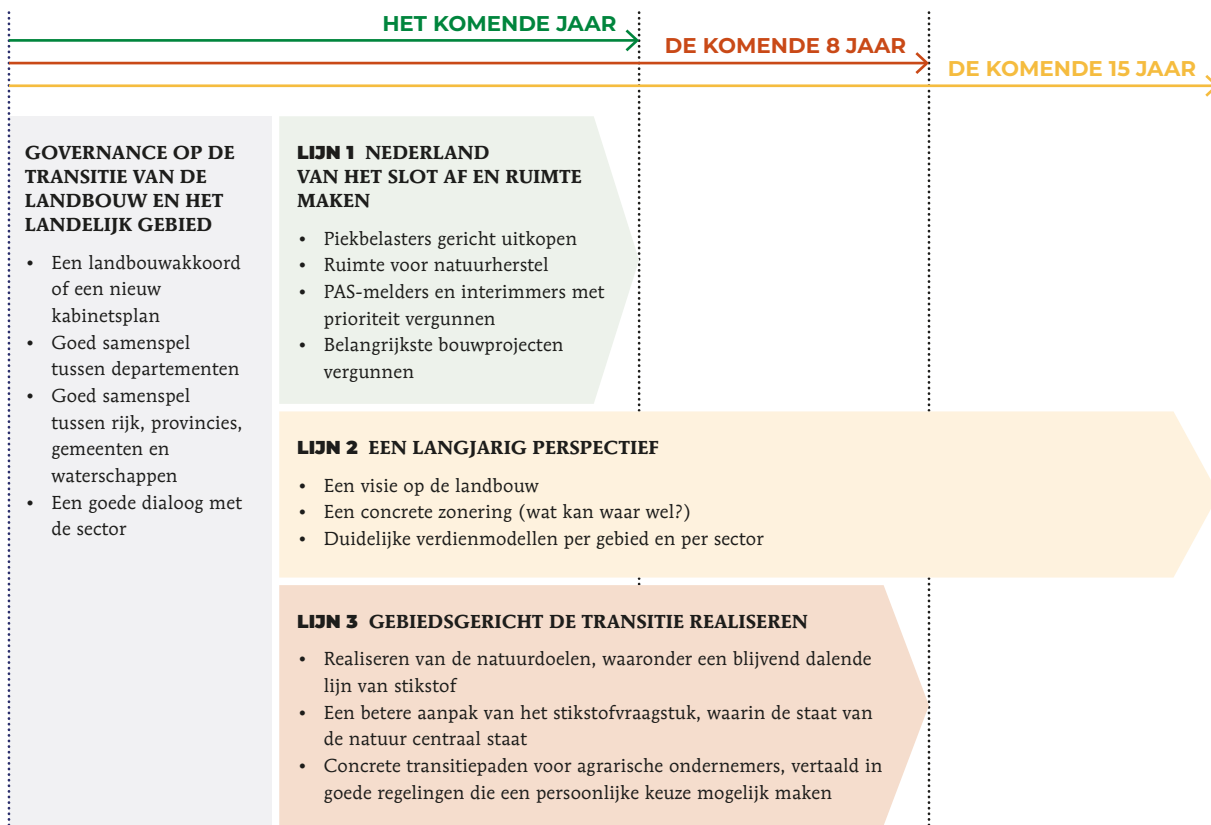 HET KOMENDE JAAR
DE KOMENDE 8 JAAR
DE KOMENDE 15 JAAR
GOVERNANCE OP DE
TRANSITIE VAN DE
LANDBOUW EN HET
LANDELIJK GEBIED
• Een landbouwakkoord
of een nieuw
kabinetsplan
• Goed samenspel
tussen departementen
• Goed samenspel
tussen rijk, provincies,
gemeenten en
waterschappen
• Een goede dialoog met
de sector
LIJN 1 NEDERLAND
VAN HET SLOT AF EN RUIMTE
MAKEN
• Piekbelasters gericht uitkopen
• Ruimte voor natuurherstel
• PAS-melders en interimmers met
prioriteit vergunnen
• Belangrijkste bouwprojecten
vergunnen
LIJN 2 EEN LANGJARIG PERSPECTIEF
• Een visie op de landbouw
• Een concrete zonering (wat kan waar wel?)
• Duidelijke verdienmodellen per gebied en per sector
LIJN 3 GEBIEDSGERICHT DE TRANSITIE REALISEREN
• Realiseren van de natuurdoelen, waaronder een blijvend dalende
lijn van stikstof
• Een betere aanpak van het stikstofvraagstuk, waarin de staat van
de natuur centraal staat
• Concrete transitiepaden voor agrarische ondernemers, vertaald in
goede regelingen die een persoonlijke keuze mogelijk maken